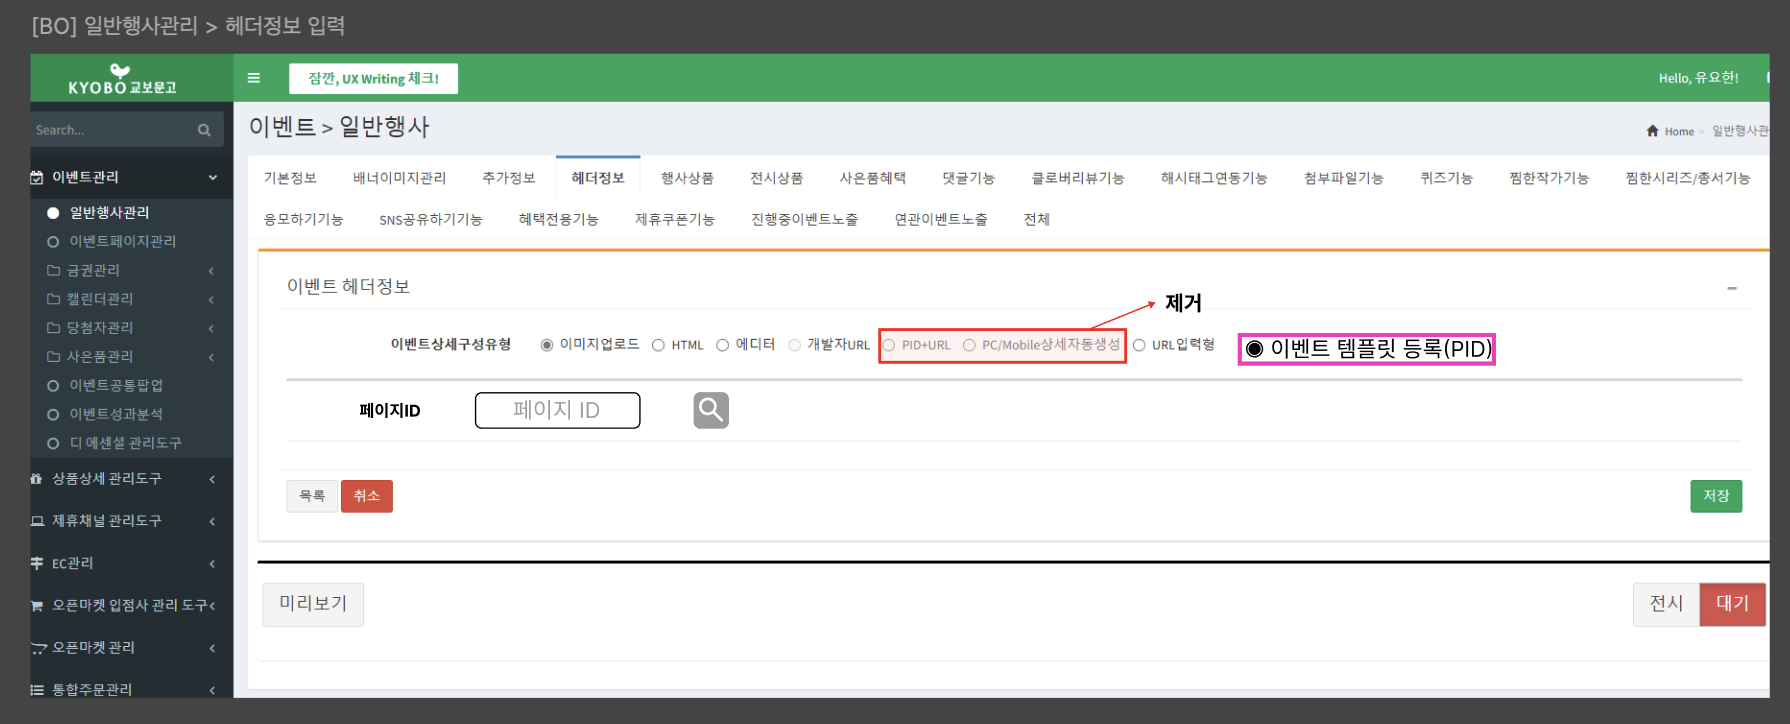 [BO] 일반행사관리 > 헤더정보 입력
KYOBO 교보문고
잠깐, UX Writing 체크!
Hello, 유요한!
Search...
이벤트 > 일반행사
Home > 일반행사관
이벤트관리
일반행사관리
이벤트페이지관리
금권관리
캘린더관리
당첨자관리
사은품관리
이벤트공통팝업
이벤트성과분석
디 에센셜 관리도구
상품상세 관리도구
제휴채널 관리도구
EC관리
오픈마켓 입점사 관리 도구
오픈마켓 관리
통합주문관리
기본정보 배너이미지관리 추가정보 헤더정보 행사상품 전시상품 사은품혜택 댓글기능 클로버리뷰기능 해시태그연동기능 첨부파일기능 퀴즈기능 찜한작가기능 찜한시리즈/총서기능
응모하기기능 SNS공유하기기능 혜택전용기능 제휴쿠폰기능 진행중이벤트노출 연관이벤트노출 전체
이벤트 헤더정보
제거
이벤트상세구성유형 이미지업로드 HTML 에디터 개발자URL PID+URL PC/Mobile상세자동생성 URL입력형 이벤트 템플릿 등록(PID)
페이지ID 페이지 ID
목록 취소 저장
미리보기 전시 대기